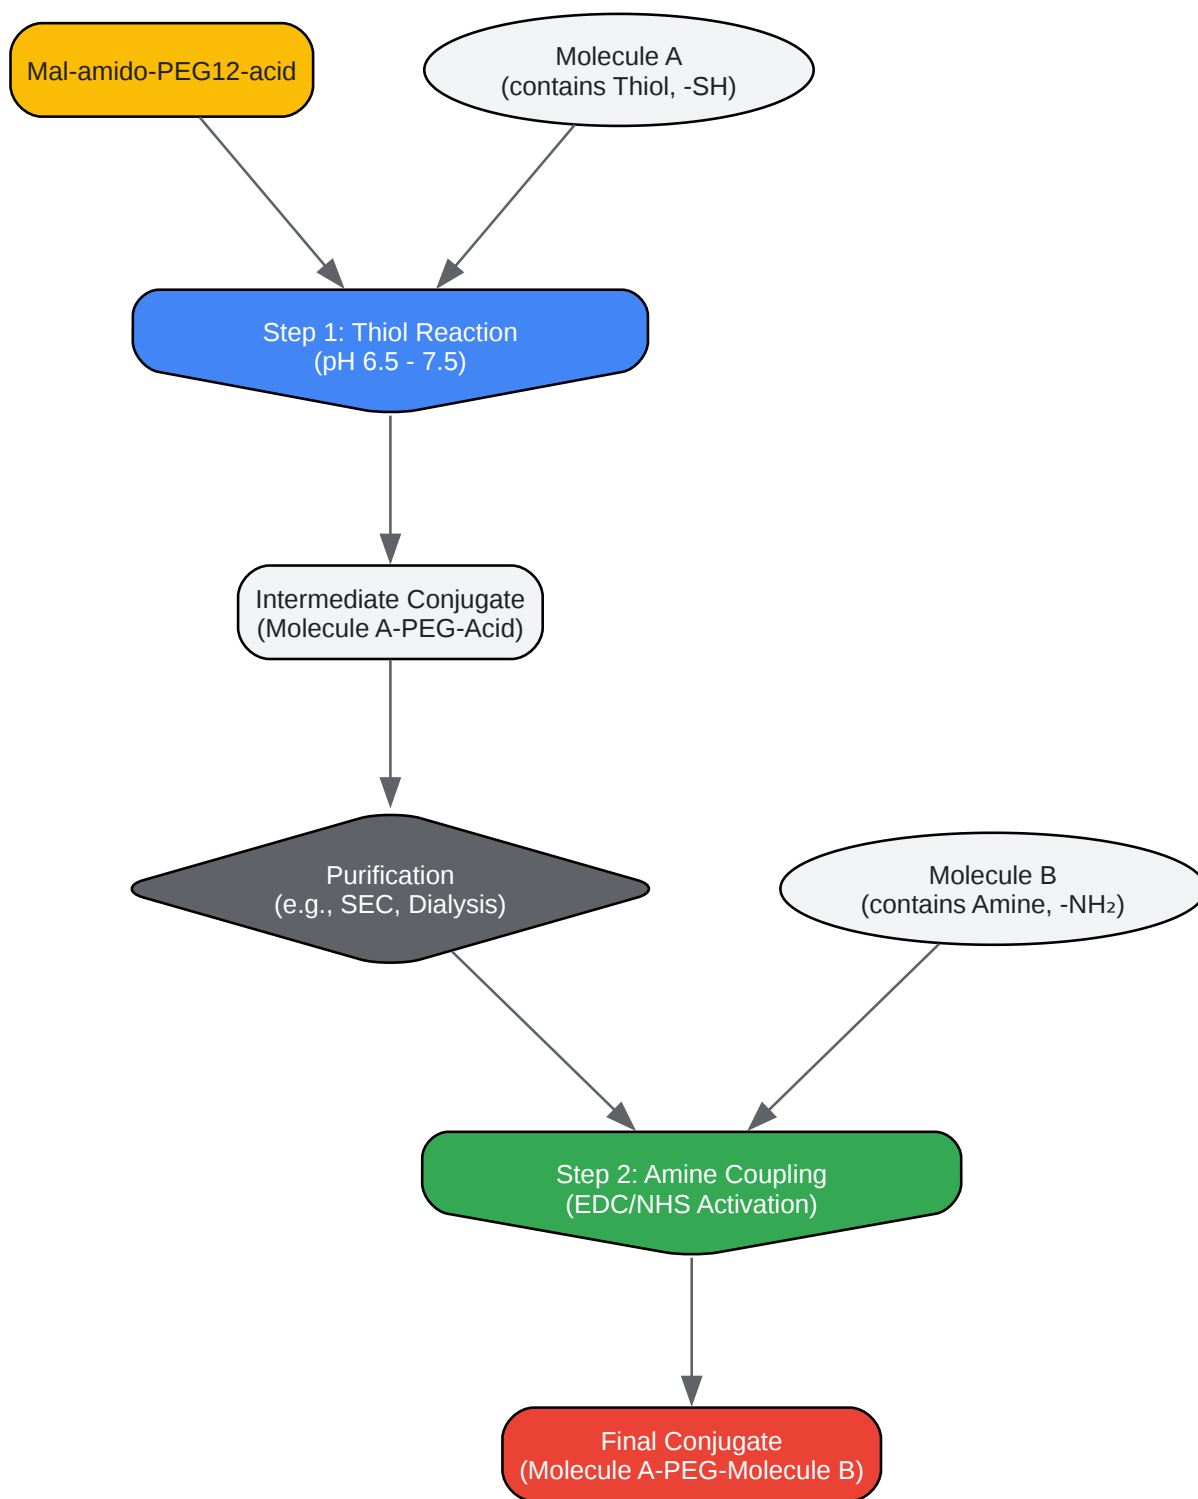 Mal-amido-PEG12-acid
Molecule A
(contains Thiol, -SH)
Step 1: Thiol Reaction
(pH 6.5 - 7.5)
Intermediate Conjugate
(Molecule A-PEG-Acid)
Purification
(e.g., SEC, Dialysis)
Molecule B
(contains Amine, -NH₂)
Step 2: Amine Coupling
(EDC/NHS Activation)
Final Conjugate
(Molecule A-PEG-Molecule B)